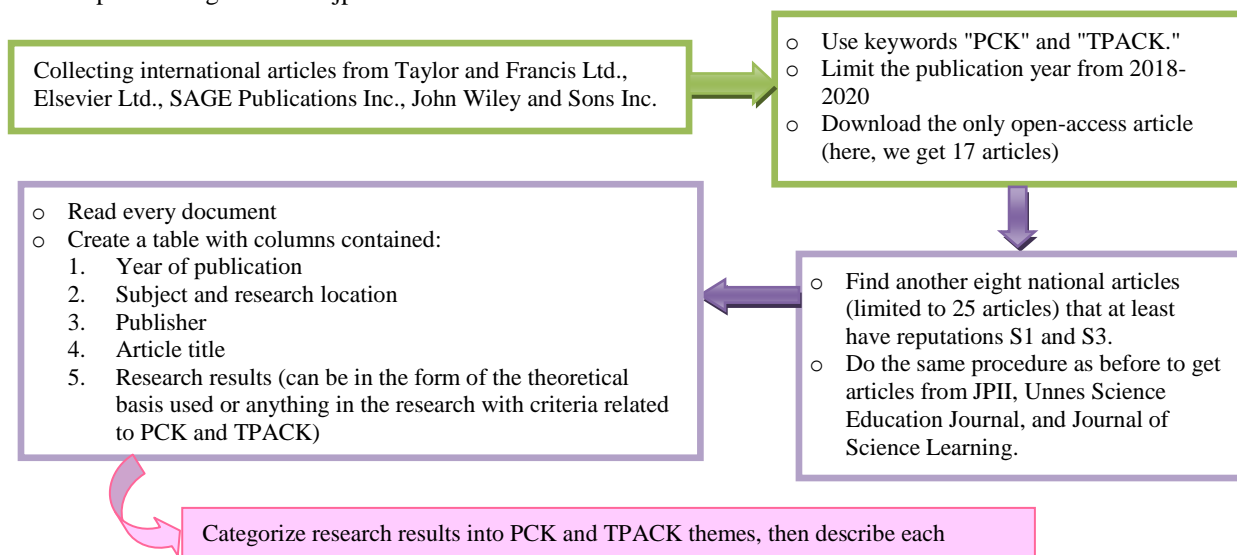 Collecting international articles from Taylor and Francis Ltd.,
Elsevier Ltd., SAGE Publications Inc., John Wiley and Sons Inc.
o Use keywords "PCK" and "TPACK."
o Limit the publication year from 2018-
2020
o Download the only open-access article
(here, we get 17 articles)
o Find another eight national articles
(limited to 25 articles) that at least
have reputations S1 and S3.
o Do the same procedure as before to get
articles from JPII, Unnes Science
Education Journal, and Journal of
Science Learning.
o Read every document
o Create a table with columns contained:
1. Year of publication
2. Subject and research location
3. Publisher
4. Article title
5. Research results (can be in the form of the theoretical
basis used or anything in the research with criteria related
to PCK and TPACK)
Categorize research results into PCK and TPACK themes, then describe each